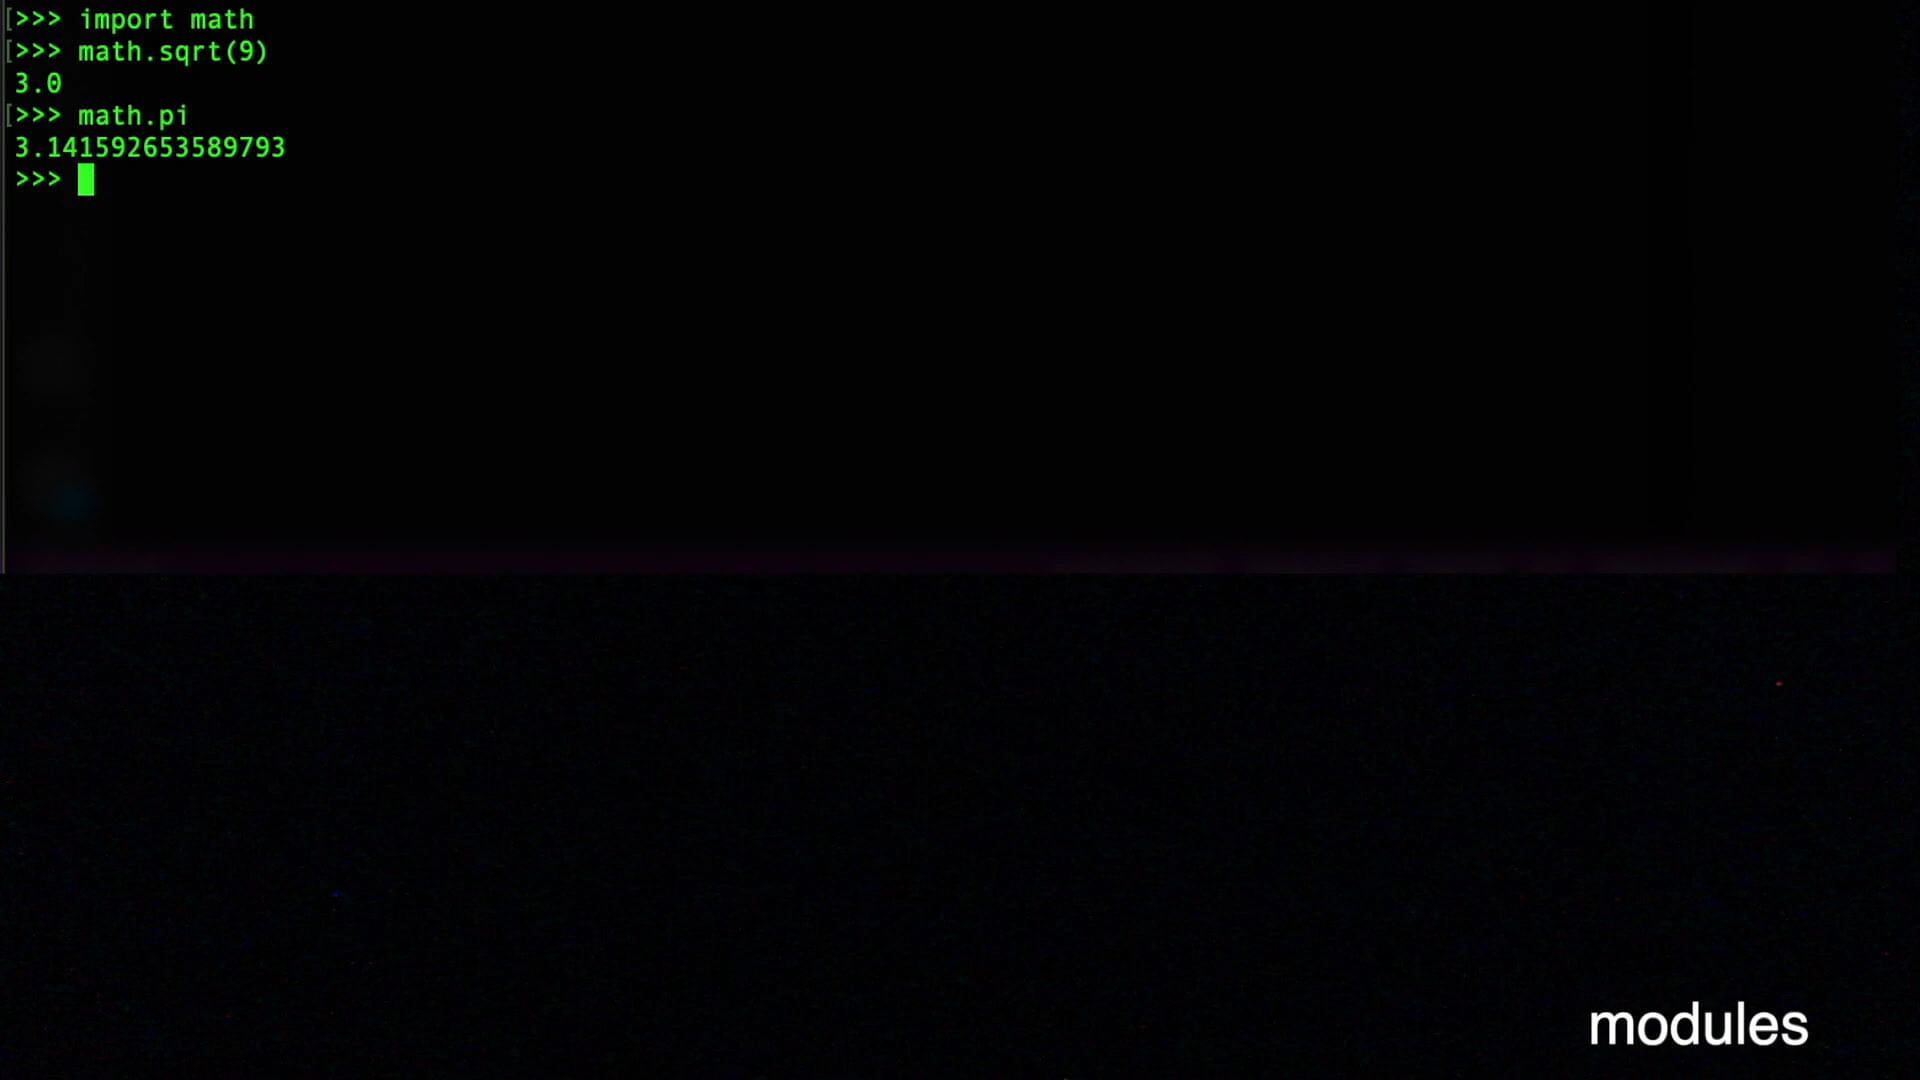 [>>> import math
[>>> math.sqrt(9)
3.0
[>>> math.pi
3.141592653589793
>>>
modules